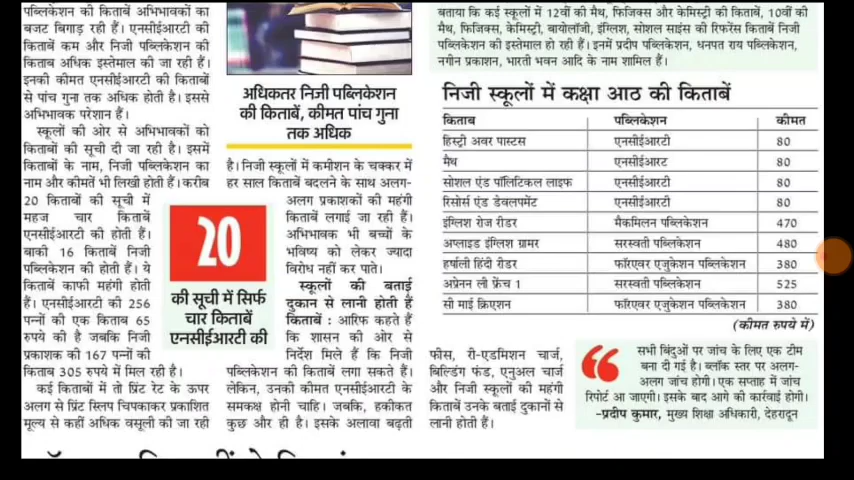 पब्लिकेशन की किताबें अभिभावकों का
बजट बिगाड़ रही हैं। एनसीईआरटी की
किताबें कम और निजी पब्लिकेशन की
किताब अधिक इस्तेमाल की जा रही हैं।
इनकी कीमत एनसीईआरटी की किताबों
से पांच गुना तक अधिक होती है। इससे
अभिभावक परेशान हैं।
स्कूलों की ओर से अभिभावकों को
किताबों की सूची दी जा रही है। इसमें
किताबों के नाम, निजी पब्लिकेशन का
नाम और कीमतें भी लिखी होती हैं। करीब
20 किताबों की सूची में
महज चार किताबें
एनसीईआरटी की होती हैं।
बाकी 16 किताबें निजी
पब्लिकेशन की होती हैं। ये
किताबें काफी महंगी होती
हैं। एनसीईआरटी की 256
पन्नों की एक किताब 65
रुपये की है जबकि निजी
प्रकाशक की 167 पन्नों की
किताब 305 रुपये में मिल रही है।
कई किताबों में तो प्रिंट रेट के ऊपर
अलग से प्रिंट स्लिप चिपकाकर प्रकाशित
मूल्य से कहीं अधिक वसूली की जा रही
अधिकतर निजी पब्लिकेशन
की किताबें, कीमत पांच गुना
तक अधिक
है। निजी स्कूलों में कमीशन के चक्कर में
हर साल किताबें बदलने के साथ अलग-
अलग प्रकाशकों की महंगी
किताबें लगाई जा रही हैं।
अभिभावक भी बच्चों के
भविष्य को लेकर ज्यादा
विरोध नहीं कर पाते।
20
की सूची में सिर्फ
चार किताबें
एनसीईआरटी की
स्कूलों की बताई
दुकान से लानी होती हैं
किताबें : आरिफ कहते हैं
कि शासन की ओर से
निर्देश मिले हैं कि निजी
पब्लिकेशन की किताबें लगा सकते हैं।
लेकिन, उनकी कीमत एनसीईआरटी के
समकक्ष होनी चाहि। जबकि, हकीकत
कुछ और ही है। इसके अलावा बढ़ती
बताया कि कई स्कूलों में 12वीं की मैथ, फिजिक्स और केमिस्ट्री की किताबें, 10वीं की
मैथ, फिजिक्स, केमिस्ट्री, बायोलॉजी, इंग्लिश, सोशल साइंस की रिफरेंस किताबें निजी
पब्लिकेशन की इस्तेमाल हो रही हैं। इनमें प्रदीप पब्लिकेशन, धनपत राय पब्लिकेशन,
नगीन प्रकाशन, भारती भवन आदि के नाम शामिल हैं।
निजी स्कूलों में कक्षा आठ की किताबें
किताब पब्लिकेशन कीमत
हिस्ट्री अवर पास्टस एनसीईआरटी 80
मैथ एनसीईआरट 80
सोशल एंड पॉलिटिकल लाइफ एनसीईआरटी 80
रिसोर्स एंड डेवलपमेंट एनसीईआरटी 80
इंग्लिश रोज रीडर मैकमिलन पब्लिकेशन 470
अप्लाइड इंग्लिश ग्रामर सरस्वती पब्लिकेशन 480
हर्षाली हिंदी रीडर फॉरएवर एजुकेशन पब्लिकेशन 380
अप्रेनन ली फ्रेंच 1 सरस्वती पब्लिकेशन 525
सी माई क्रिएशन फॉरएवर एजुकेशन पब्लिकेशन 380
(कीमत रुपये में)
फीस, री-एडमिशन चार्ज,
बिल्डिंग फंड, एनुअल चार्ज
और निजी स्कूलों की महंगी
किताबें उनके बताई दुकानों से
लानी होती हैं।
सभी बिंदुओं पर जांच के लिए एक टीम
बना दी गई है। ब्लॉक स्तर पर अलग-
अलग जांच होगी। एक सप्ताह में जांच
रिपोर्ट आ जाएगी। इसके बाद आगे की कार्रवाई होगी।
-प्रदीप कुमार, मुख्य शिक्षा अधिकारी, देहरादून